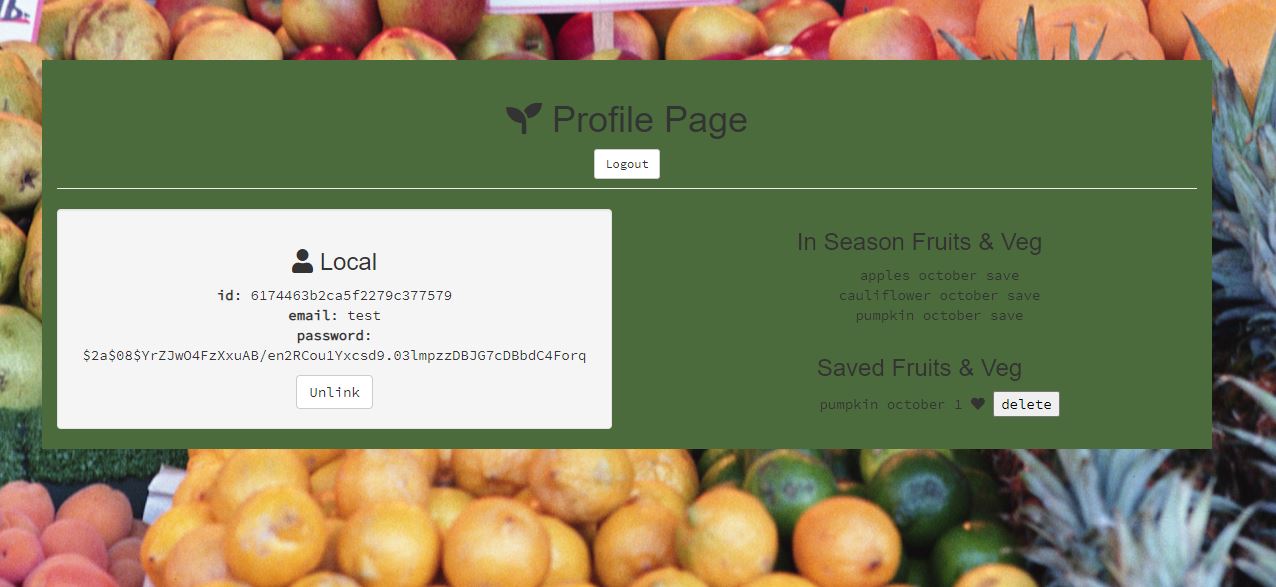 Profile Page
Logout
Local
id: 6174463b2ca5f2279c377579
email: test
password:
$2a$08$YrZJwO4FzXxuAB/en2RCou1Yxcsd9.03lmpzzDBJG7cDBbdC4Forq
Unlink
In Season Fruits & Veg
apples october save
cauliflower october save
pumpkin october save
Saved Fruits & Veg
pumpkin october 1 delete